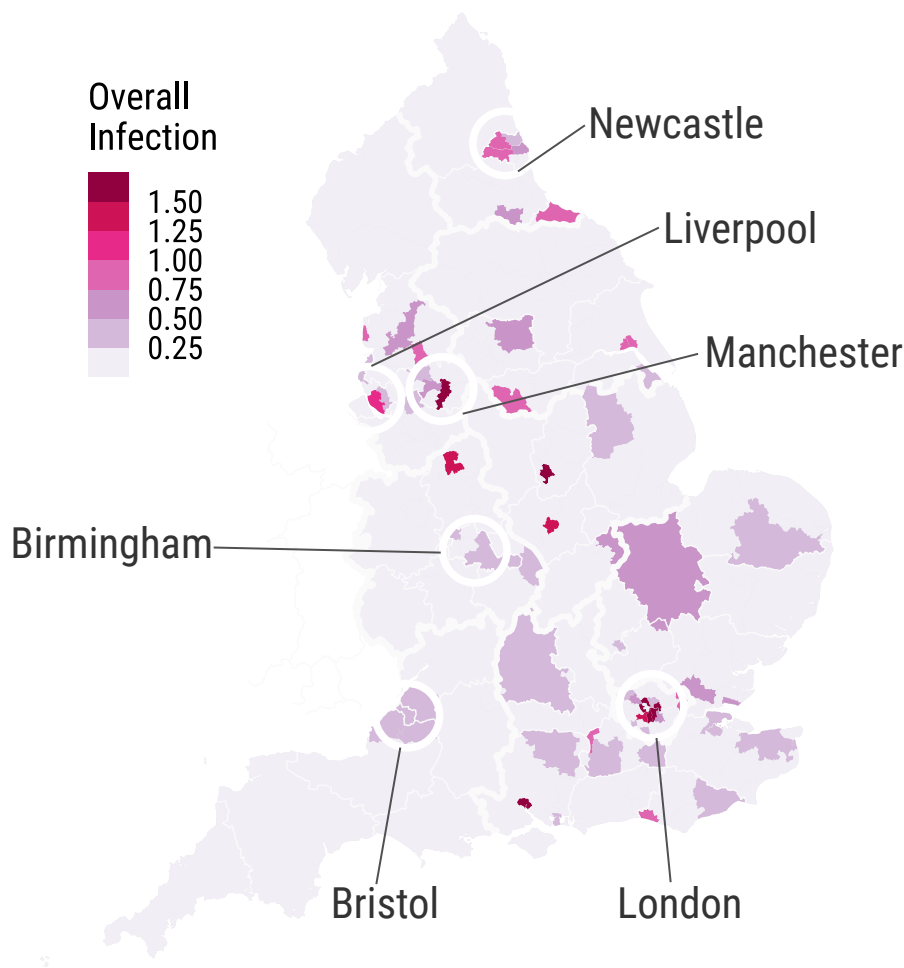 Overall
Infection
1.50
1.25
1.00
0.75
0.50
0.25
Newcastle
Liverpool
Manchester
Birmingham
Bristol
London